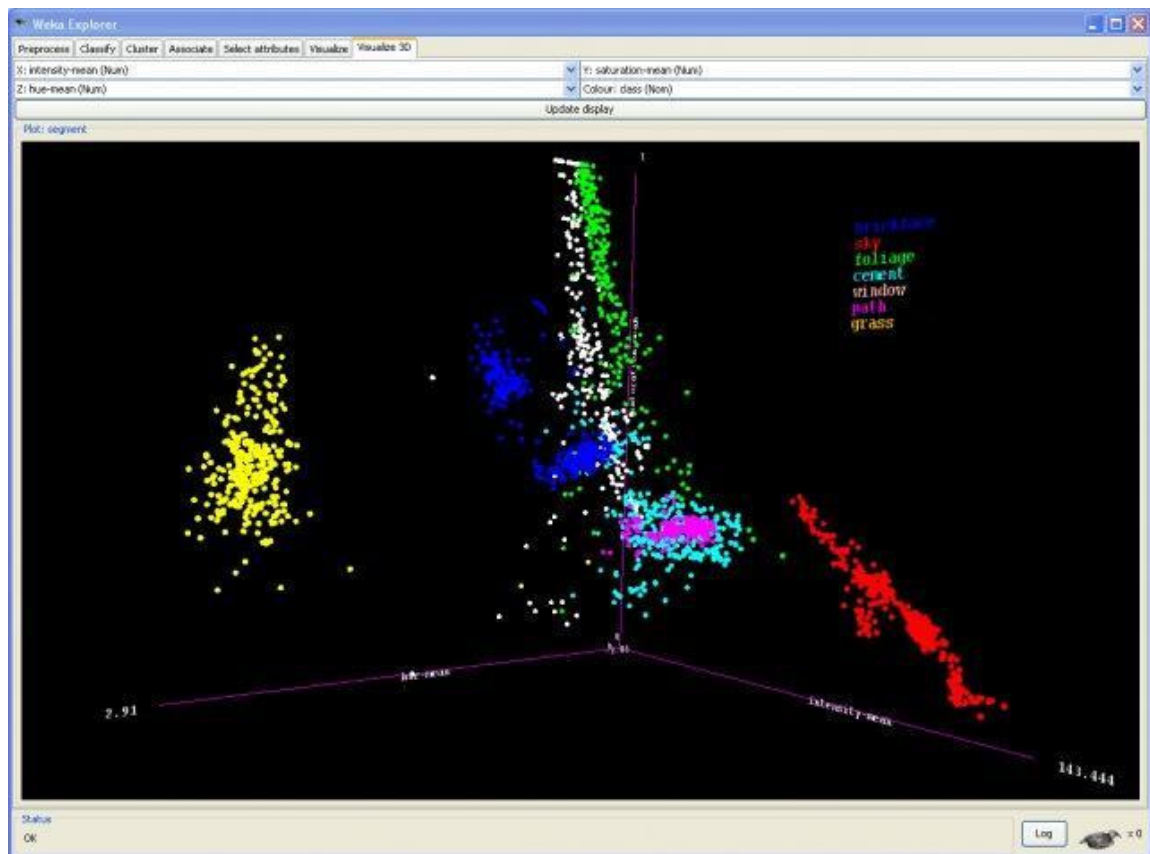 Weka Explorer
Preprocess Classify Cluster Associate Select attributes Visualize Visualize 3D
X: intensity-mean (Num) Y: saturation-mean (Num)
Z: hue-mean (Num) Colour: class (Nom)
Update display
Plot: segment
1
sky
foliage
cement
window
path
grass
hue-mean
2.91
intensity-mean
143.444
Status
OK
Log
x 0